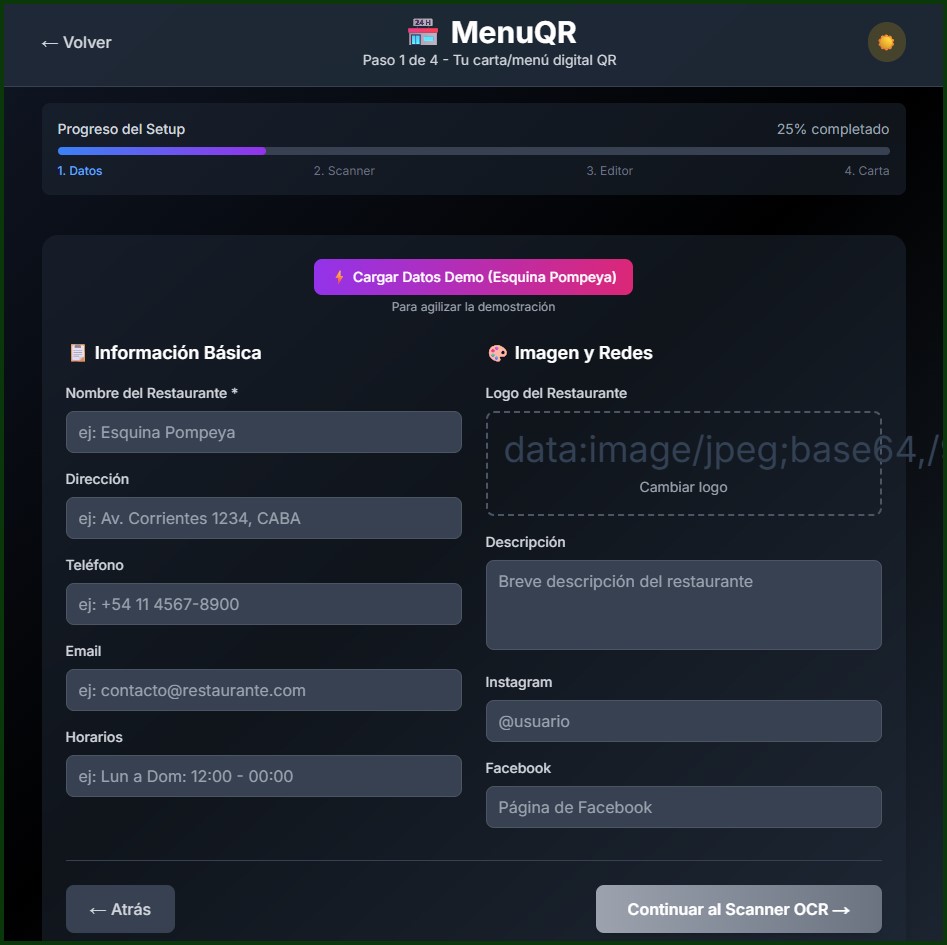 ← Volver
24 H
MenuQR
Paso 1 de 4 - Tu carta/menú digital QR
Progreso del Setup
25% completado
1. Datos
2. Scanner
3. Editor
4. Carta
Cargar Datos Demo (Esquina Pompeya)
Para agilizar la demostración
Información Básica
Nombre del Restaurante *
ej: Esquina Pompeya
Dirección
ej: Av. Corrientes 1234, CABA
Teléfono
ej: +54 11 4567-8900
Email
ej: contacto@restaurante.com
Horarios
ej: Lun a Dom: 12:00 - 00:00
Imagen y Redes
Logo del Restaurante
data:image/jpeg;base64,/
Cambiar logo
Descripción
Breve descripción del restaurante
Instagram
@usuario
Facebook
Página de Facebook
← Atrás
Continuar al Scanner OCR →